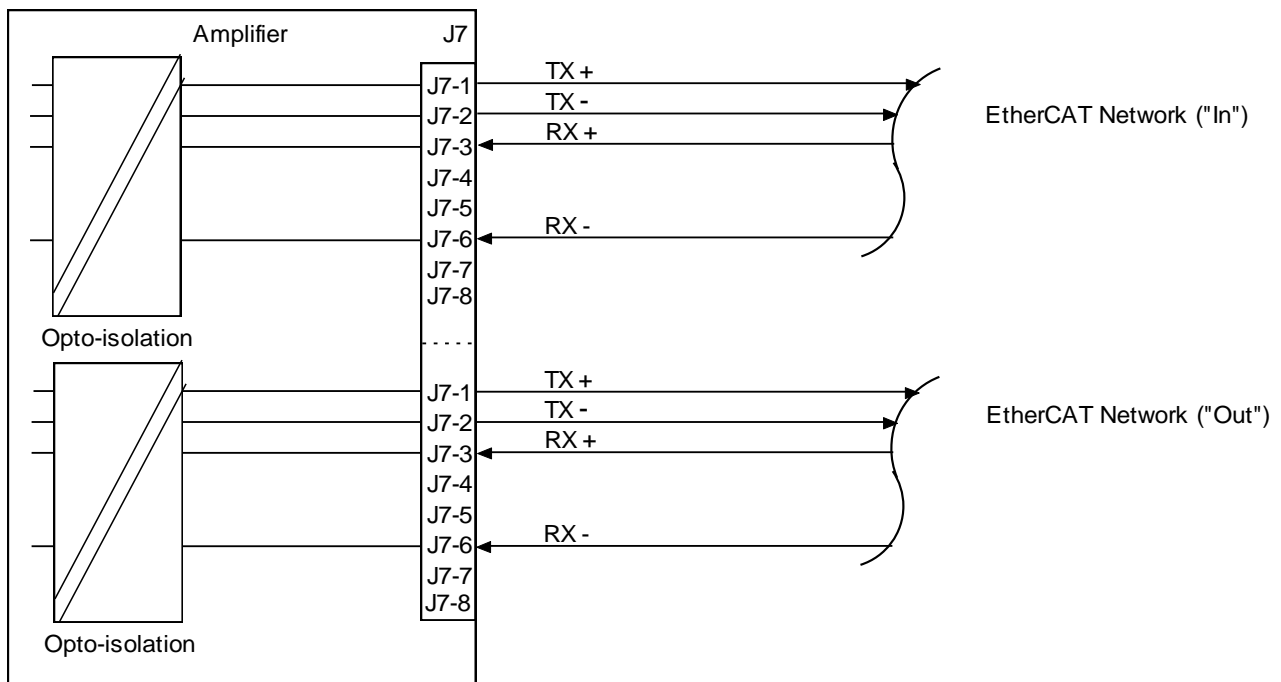 Amplifier J7
J7-1 TX +
J7-2 TX -
J7-3 RX +
J7-4
J7-5
J7-6 RX -
J7-7
J7-8
EtherCAT Network ("In")
Opto-isolation
J7-1 TX +
J7-2 TX -
J7-3 RX +
J7-4
J7-5
J7-6 RX -
J7-7
J7-8
EtherCAT Network ("Out")
Opto-isolation